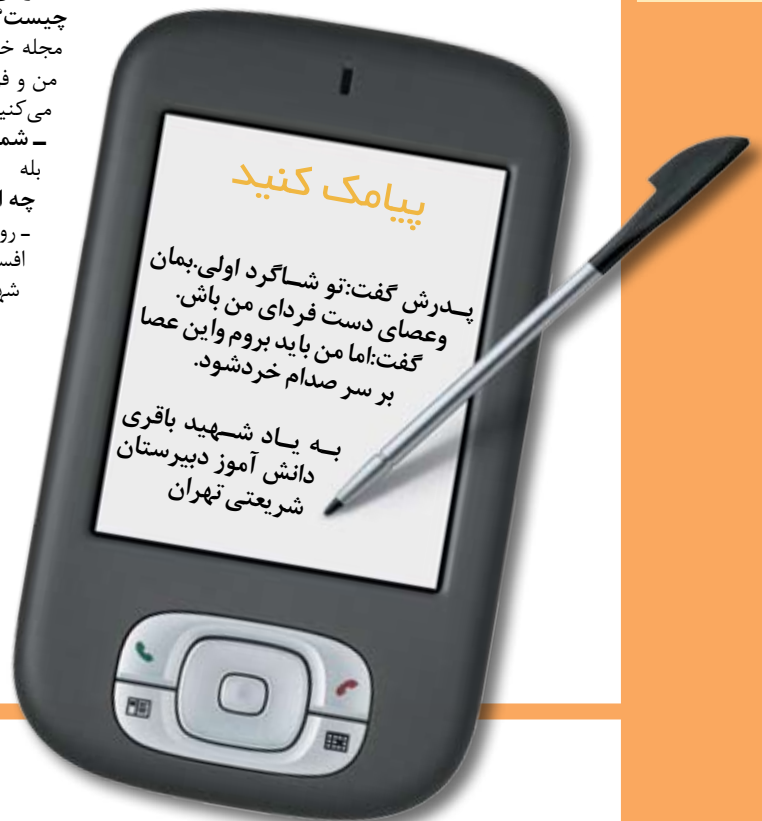 چیست؟
مجله
من و
می‌کنید
ـ شم
بله
چه
ـ رو
افس
شه
پیامک کنید
پـدرش گفت:تو شـاگرد اولی.بمان
وعصای دست فردای من باش.
گفت:اما من باید بروم واین عصا
بر سر صدام خردشود.
بـه یـاد شـهید باقری
دانش آموز دبیرستان
شریعتی تهران